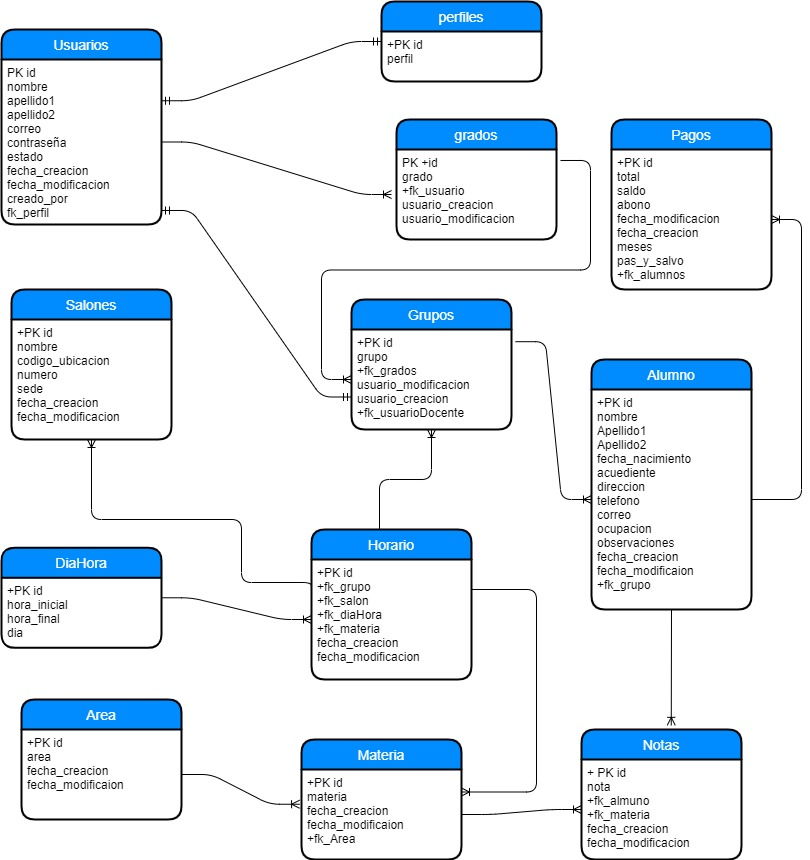 perfiles
+PK id
perfil
Usuarios
PK id
nombre
apellido1
apellido2
correo
contraseña
estado
fecha_creacion
fecha_modificacion
creado_por
fk_perfil
grados
PK +id
grado
+fk_usuario
usuario_creacion
usuario_modificacion
Pagos
+PK id
total
saldo
abono
fecha_modificacion
fecha_creacion
meses
pas_y_salvo
+fk_alumnos
Salones
+PK id
nombre
codigo_ubicacion
numero
sede
fecha_creacion
fecha_modificacion
Grupos
+PK id
grupo
+fk_grados
usuario_modificacion
usuario_creacion
+fk_usuarioDocente
Alumno
+PK id
nombre
Apellido1
Apellido2
fecha_nacimiento
acuediente
direccion
telefono
correo
ocupacion
observaciones
fecha_creacion
fecha_modificaion
+fk_grupo
DiaHora
+PK id
hora_inicial
hora_final
dia
Horario
+PK id
+fk_grupo
+fk_salon
+fk_diaHora
+fk_materia
fecha_creacion
fecha_modificacion
Area
+PK id
area
fecha_creacion
fecha_modificaion
Materia
+PK id
materia
fecha_creacion
fecha_modificaion
+fk_Area
Notas
+ PK id
nota
+fk_almuno
+fk_materia
fecha_creacion
fecha_modificacion